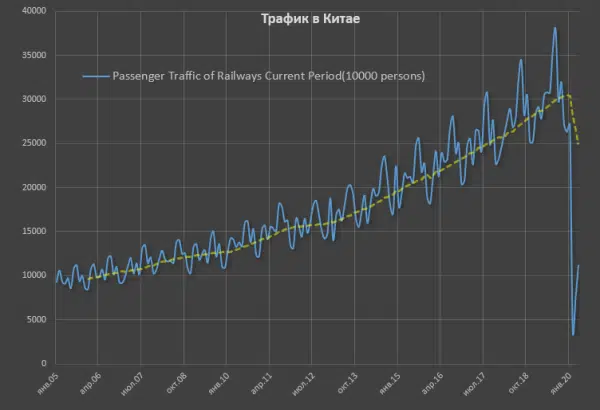 Трафик в Китае
40000
35000
Passenger Traffic of Railways Current Period(10000 persons)
30000
25000
20000
15000
10000
5000
0
янв.05
апр.06
июл.07
окт.08
янв.10
апр.11
июл.12
окт.13
янв.15
апр.16
июл.17
окт.18
янв.20